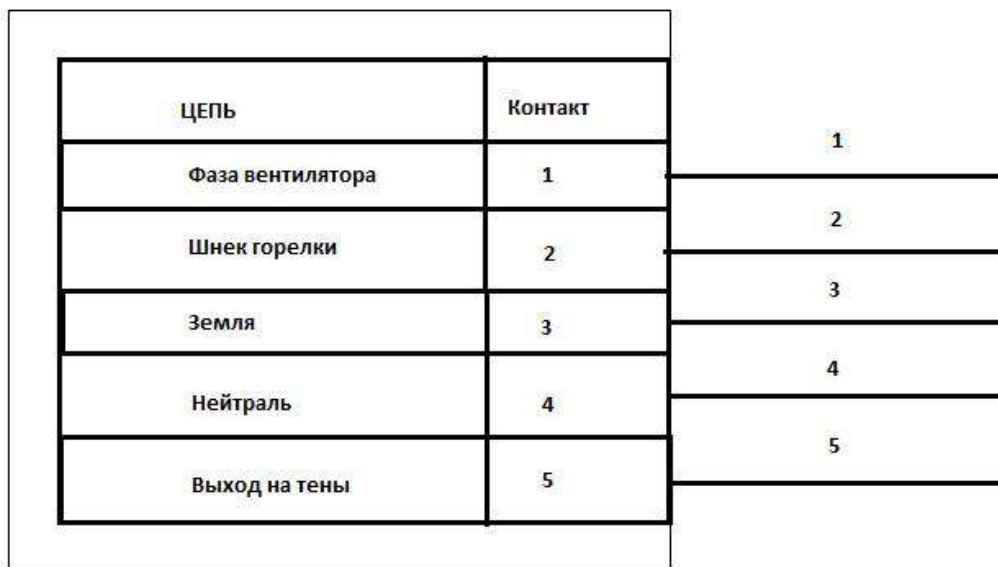 ЦЕПЬ Контакт
Фаза вентилятора 1 1
Шнек горелки 2 2
Земля 3 3
Нейтраль 4 4
Выход на тены 5 5